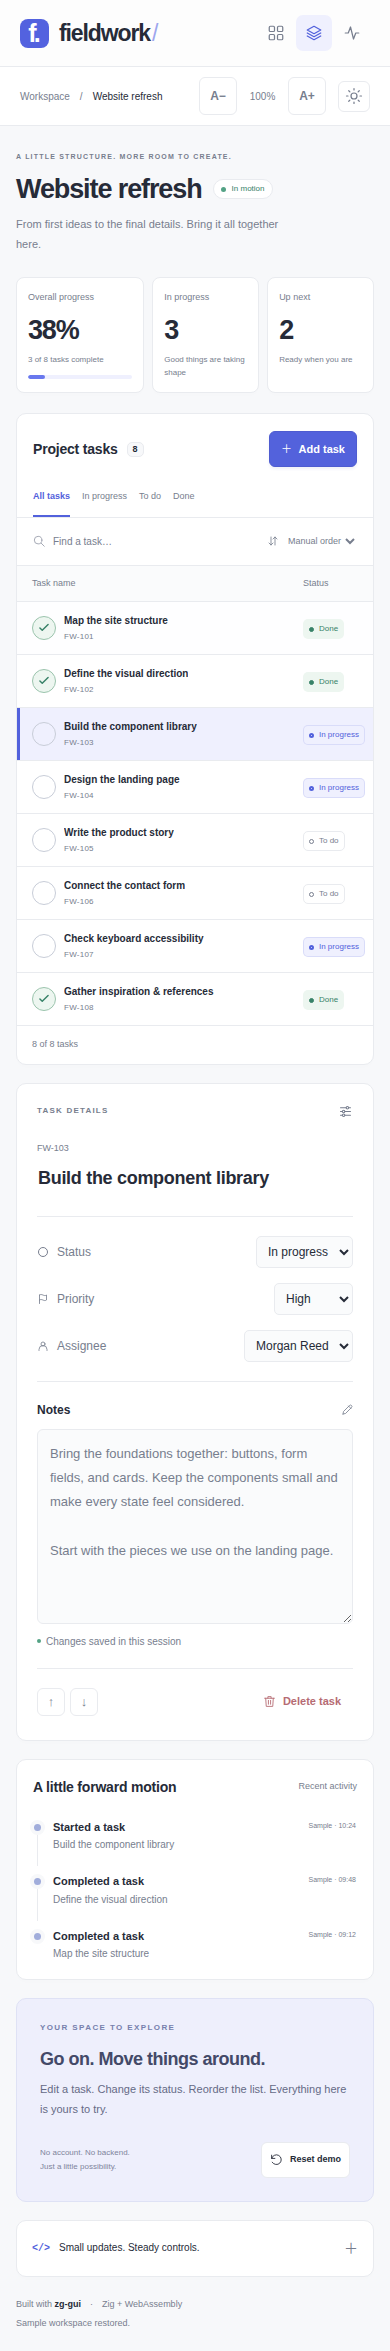 f. fieldwork/
Workspace / Website refresh A− 100% A+
A LITTLE STRUCTURE. MORE ROOM TO CREATE.
Website refresh In motion
From first ideas to the final details. Bring it all together
here.
Overall progress
38%
3 of 8 tasks complete
In progress
3
Good things are taking
shape
Up next
2
Ready when you are
Project tasks 8 Add task
All tasks In progress To do Done
Find a task… Manual order
Task name Status
Map the site structure Done
FW-101
Define the visual direction Done
FW-102
Build the component library In progress
FW-103
Design the landing page In progress
FW-104
Write the product story To do
FW-105
Connect the contact form To do
FW-106
Check keyboard accessibility In progress
FW-107
Gather inspiration & references Done
FW-108
8 of 8 tasks
TASK DETAILS
FW-103
Build the component library
Status In progress
Priority High
Assignee Morgan Reed
Notes
Bring the foundations together: buttons, form
fields, and cards. Keep the components small and
make every state feel considered.
Start with the pieces we use on the landing page.
Changes saved in this session
↑ ↓ Delete task
A little forward motion Recent activity
Started a task Sample · 10:24
Build the component library
Completed a task Sample · 09:48
Define the visual direction
Completed a task Sample · 09:12
Map the site structure
YOUR SPACE TO EXPLORE
Go on. Move things around.
Edit a task. Change its status. Reorder the list. Everything here
is yours to try.
No account. No backend.
Just a little possibility.
Reset demo
</> Small updates. Steady controls.
Built with zg-gui · Zig + WebAssembly
Sample workspace restored.